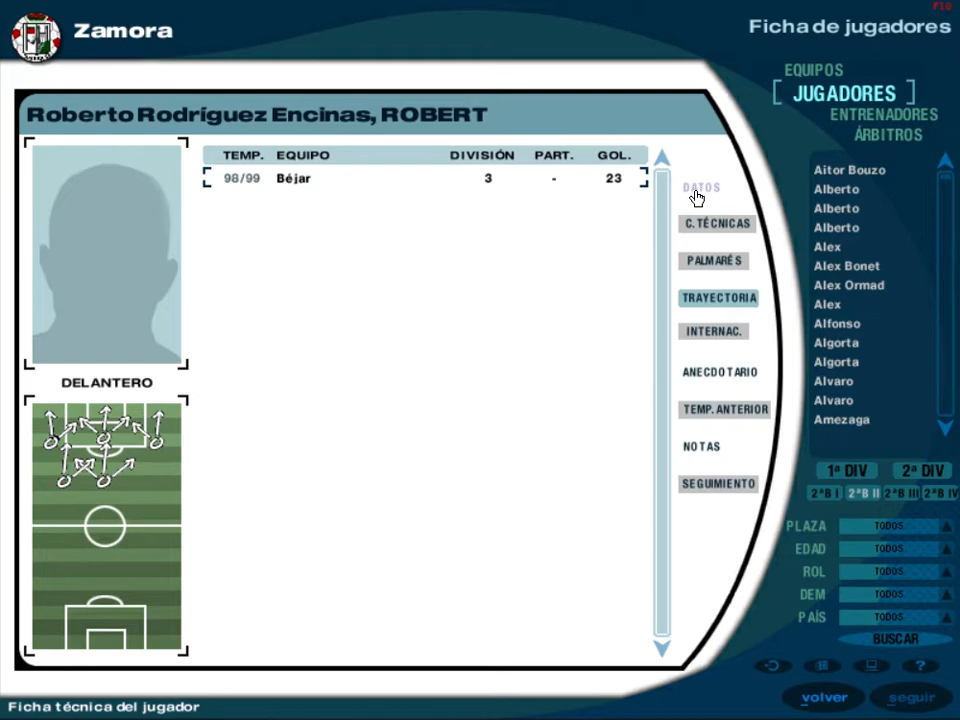 F10
Zamora
Ficha de jugadores
EQUIPOS
[ JUGADORES ]
ENTRENADORES
ÁRBITROS
Roberto Rodríguez Encinas, ROBERT
TEMP. EQUIPO DIVISIÓN PART. GOL.
98/99 Béjar 3 - 23
DELANTERO
DATOS
C.TÉCNICAS
PALMARÉS
TRAYECTORIA
INTERNAC.
ANECDOTARIO
TEMP.ANTERIOR
NOTAS
SEGUIMIENTO
Aitor Bouzo
Alberto
Alberto
Alberto
Alex
Alex Bonet
Alex Ormad
Alex
Alfonso
Algorta
Algorta
Alvaro
Alvaro
Amezaga
1ª DIV 2ª DIV
2ªB I 2ªB II 2ªB III 2ªB IV
PLAZA TODOS
EDAD TODOS
ROL TODOS
DEM TODOS
PAÍS TODOS
BUSCAR
?
volver seguir
Ficha técnica del jugador